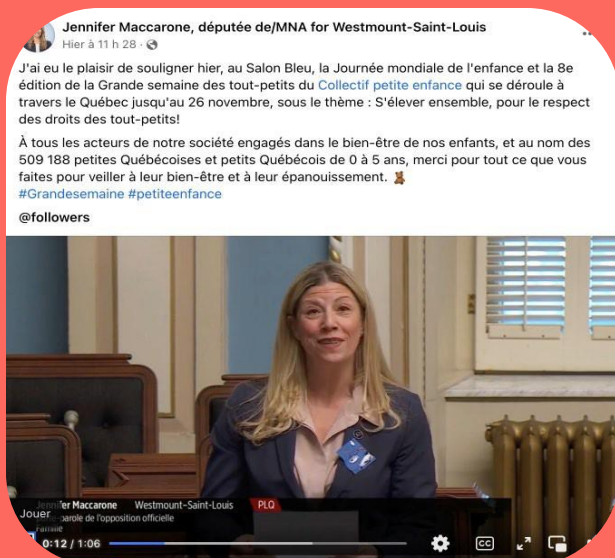 Jennifer Maccarone, députée de/MNA for Westmount-Saint-Louis
Hier à 11 h 28
J'ai eu le plaisir de souligner hier, au Salon Bleu, la Journée mondiale de l'enfance et la 8e
édition de la Grande semaine des tout-petits du Collectif petite enfance qui se déroule à
travers le Québec jusqu'au 26 novembre, sous le thème : S'élever ensemble, pour le respect
des droits des tout-petits!
À tous les acteurs de notre société engagés dans le bien-être de nos enfants, et au nom des
509 188 petites Québécoises et petits Québécois de 0 à 5 ans, merci pour tout ce que vous
faites pour veiller à leur bien-être et à leur épanouissement. 🧸
#Grandesemaine #petiteenfance
@followers
Maccarone Westmount-Saint-Louis PLQ
Jouer
parole de l'opposition officielle
Famille
0:12 / 1:06
CC